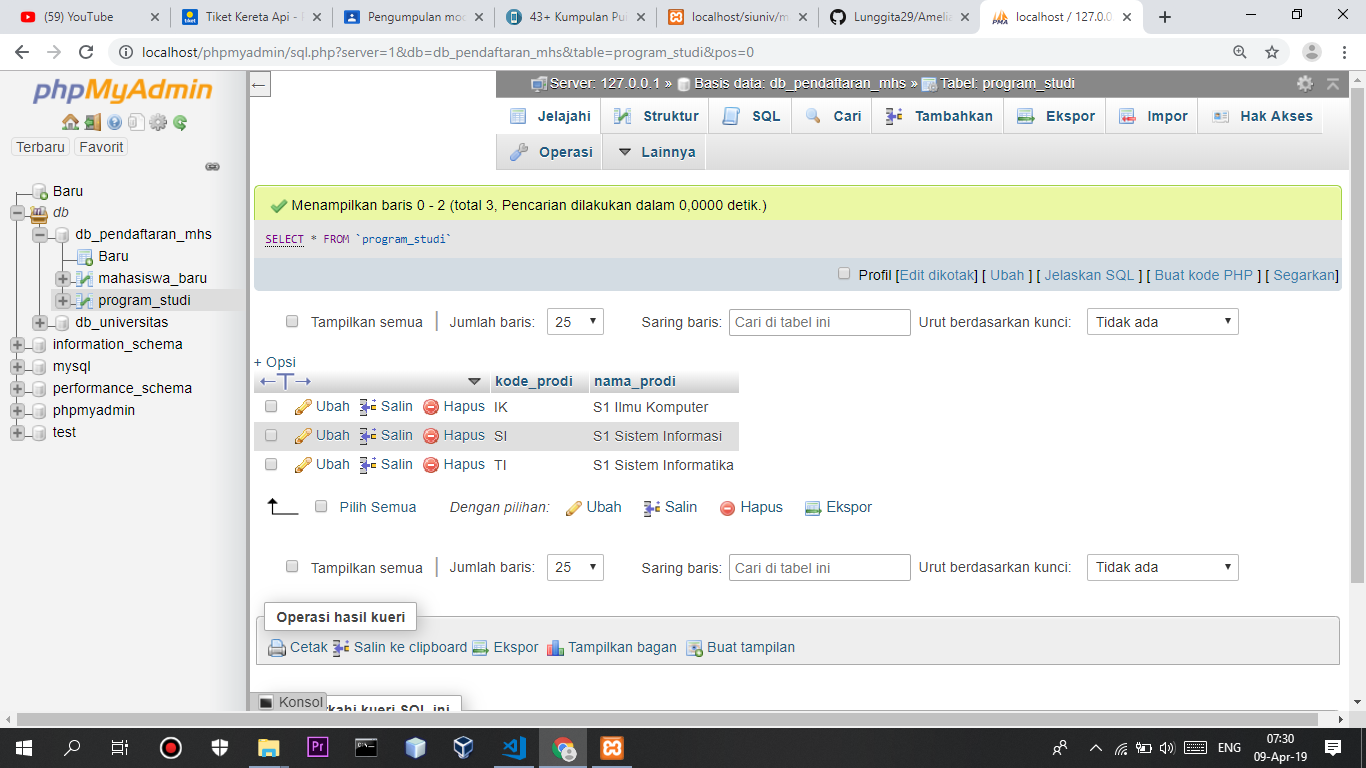 (59) YouTube
Tiket Kereta Api -
Pengumpulan mod
43+ Kumpulan Pui
localhost/siuniv/m
Lunggita29/Amelia
localhost / 127.0.0
localhost/phpmyadmin/sql.php?server=1&db=db_pendaftaran_mhs&table=program_studi&pos=0
phpMyAdmin
Terbaru Favorit
Baru
db
db_pendaftaran_mhs
Baru
mahasiswa_baru
program_studi
db_universitas
information_schema
mysql
performance_schema
phpmyadmin
test
Server: 127.0.0.1 » Basis data: db_pendaftaran_mhs » Tabel: program_studi
Jelajahi Struktur SQL Cari Tambahkan Ekspor Impor Hak Akses
Operasi Lainnya
Menampilkan baris 0 - 2 (total 3, Pencarian dilakukan dalam 0,0000 detik.)
SELECT * FROM `program_studi`
Profil [Edit dikotak] [ Ubah ] [ Jelaskan SQL ] [ Buat kode PHP ] [ Segarkan]
Tampilkan semua | Jumlah baris: 25 Saring baris: Cari di tabel ini Urut berdasarkan kunci: Tidak ada
+ Opsi
←T→ kode_prodi nama_prodi
Ubah Salin Hapus IK S1 Ilmu Komputer
Ubah Salin Hapus SI S1 Sistem Informasi
Ubah Salin Hapus TI S1 Sistem Informatika
Pilih Semua Dengan pilihan: Ubah Salin Hapus Ekspor
Tampilkan semua | Jumlah baris: 25 Saring baris: Cari di tabel ini Urut berdasarkan kunci: Tidak ada
Operasi hasil kueri
Cetak Salin ke clipboard Ekspor Tampilkan bagan Buat tampilan
Konsol
kueri SQL ini
ENG
07:30
09-Apr-19